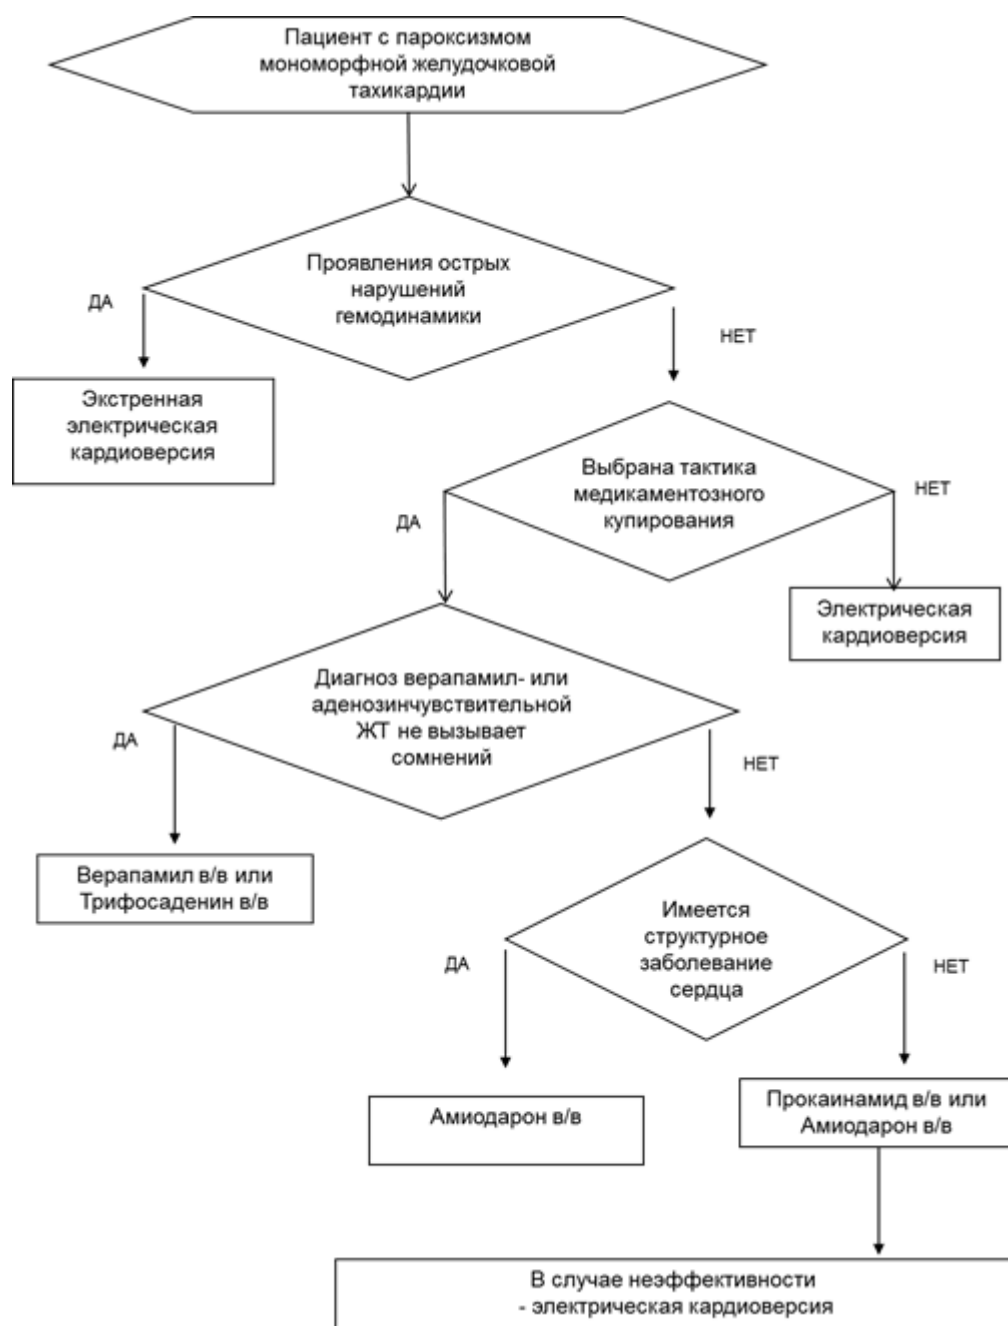 Пациент с пароксизмом
мономорфной желудочковой
тахикардии
Проявления острых
нарушений
гемодинамики
ДА
НЕТ
Экстренная
электрическая
кардиоверсия
Выбрана тактика
медикаментозного
купирования
ДА
НЕТ
Электрическая
кардиоверсия
Диагноз верапамил- или
аденозинчувствительной
ЖТ не вызывает
сомнений
ДА
НЕТ
Верапамил в/в или
Трифосаденин в/в
Имеется
структурное
заболевание
сердца
ДА
НЕТ
Амиодарон в/в
Прокаинамид в/в или
Амиодарон в/в
В случае неэффективности
- электрическая кардиоверсия